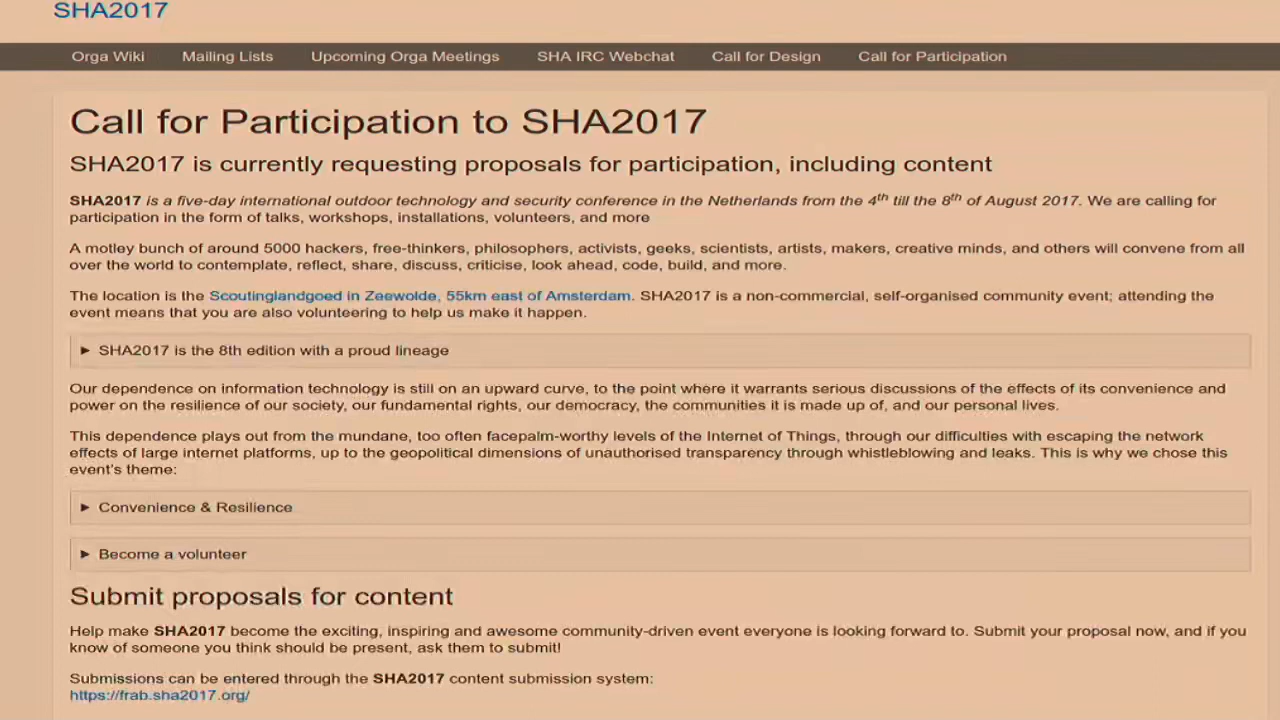 SHA2017
Orga Wiki Mailing Lists Upcoming Orga Meetings SHA IRC Webchat Call for Design Call for Participation
Call for Participation to SHA2017
SHA2017 is currently requesting proposals for participation, including content
SHA2017 is a five-day international outdoor technology and security conference in the Netherlands from the 4th till the 8th of August 2017. We are calling for
participation in the form of talks, workshops, installations, volunteers, and more
A motley bunch of around 5000 hackers, free-thinkers, philosophers, activists, geeks, scientists, artists, makers, creative minds, and others will convene from all
over the world to contemplate, reflect, share, discuss, criticise, look ahead, code, build, and more.
The location is the Scoutinglandgoed in Zeewolde, 55km east of Amsterdam. SHA2017 is a non-commercial, self-organised community event; attending the
event means that you are also volunteering to help us make it happen.
► SHA2017 is the 8th edition with a proud lineage
Our dependence on information technology is still on an upward curve, to the point where it warrants serious discussions of the effects of its convenience and
power on the resilience of our society, our fundamental rights, our democracy, the communities it is made up of, and our personal lives.
This dependence plays out from the mundane, too often facepalm-worthy levels of the Internet of Things, through our difficulties with escaping the network
effects of large internet platforms, up to the geopolitical dimensions of unauthorised transparency through whistleblowing and leaks. This is why we chose this
event's theme:
► Convenience & Resilience
► Become a volunteer
Submit proposals for content
Help make SHA2017 become the exciting, inspiring and awesome community-driven event everyone is looking forward to. Submit your proposal now, and if you
know of someone you think should be present, ask them to submit!
Submissions can be entered through the SHA2017 content submission system:
https://frab.sha2017.org/